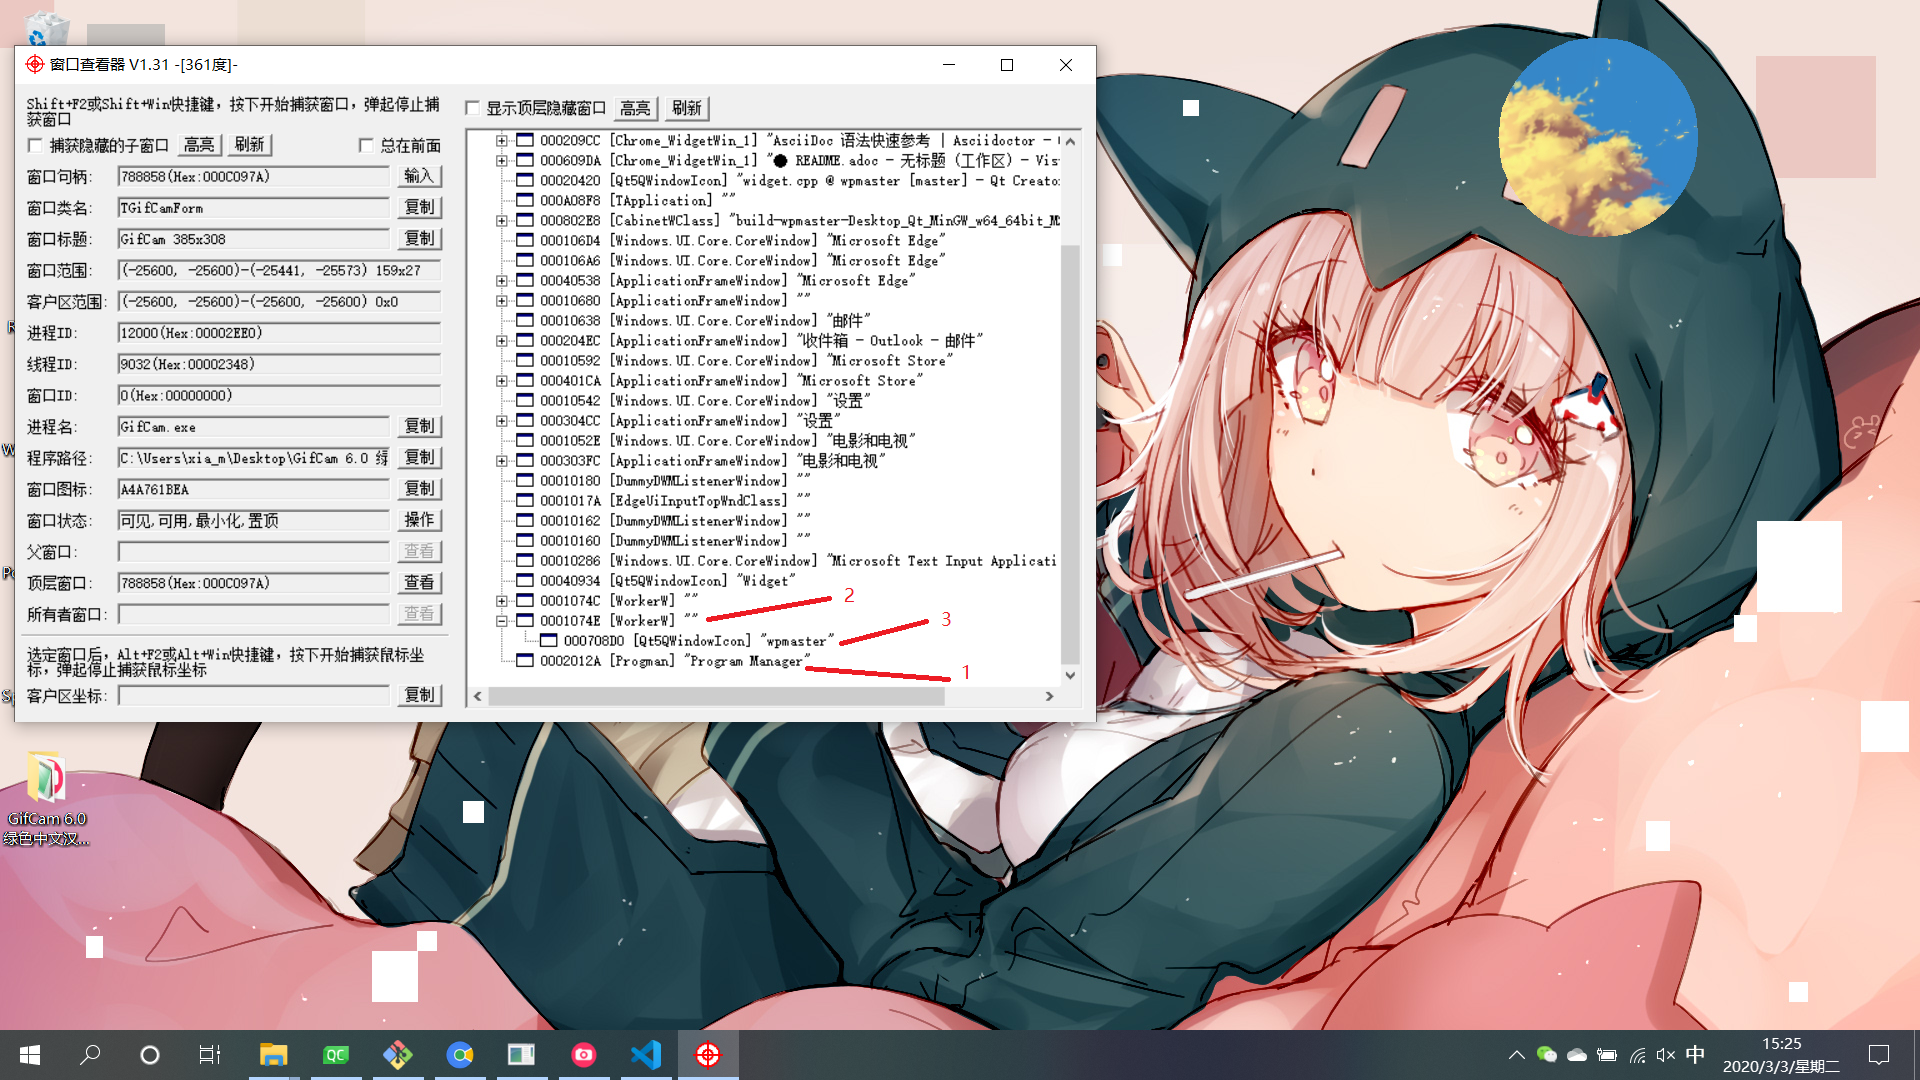 窗口查看器 V1.31 -[361度]-
Shift+F2或Shift+Win快捷键，按下开始捕获窗口，弹起停止捕
获窗口
捕获隐藏的子窗口 高亮 刷新 总在前面
窗口句柄: 788858(Hex:000C097A) 输入
窗口类名: TGifCamForm 复制
窗口标题: GifCam 385x308 复制
窗口范围: (-25600, -25600)-(-25441, -25573) 159x27
客户区范围: (-25600, -25600)-(-25600, -25600) 0x0
进程ID: 12000(Hex:00002EE0)
线程ID: 9032(Hex:00002348)
窗口ID: 0(Hex:00000000)
进程名: GifCam.exe 复制
程序路径: C:\Users\xia_m\Desktop\GifCam 6.0 复制
窗口图标: A4A761BEA 复制
窗口状态: 可见,可用,最小化,置顶 操作
父窗口: 查看
顶层窗口: 788858(Hex:000C097A) 查看
所有者窗口: 查看
选定窗口后，Alt+F2或Alt+Win快捷键，按下开始捕获鼠标坐
标，弹起停止捕获鼠标坐标
客户区坐标: 复制
显示顶层隐藏窗口 高亮 刷新
000209CC [Chrome_WidgetWin_1] "AsciiDoc 语法快速参考 | Asciidoctor -
000609DA [Chrome_WidgetWin_1] "● README.adoc - 无标题 (工作区) - Vis
00020420 [Qt5QWindowIcon] "widget.cpp @ wpmaster [master] - Qt Creato
000A08F8 [TApplication] ""
000802E8 [CabinetWClass] "build-wpmaster-Desktop_Qt_MinGW_w64_64bit_M
000106D4 [Windows.UI.Core.CoreWindow] "Microsoft Edge"
000106A6 [Windows.UI.Core.CoreWindow] "Microsoft Edge"
00040538 [ApplicationFrameWindow] "Microsoft Edge"
00010680 [ApplicationFrameWindow] ""
00010638 [Windows.UI.Core.CoreWindow] "邮件"
000204EC [ApplicationFrameWindow] "收件箱 - Outlook - 邮件"
00010592 [Windows.UI.Core.CoreWindow] "Microsoft Store"
000401CA [ApplicationFrameWindow] "Microsoft Store"
00010542 [Windows.UI.Core.CoreWindow] "设置"
000304CC [ApplicationFrameWindow] "设置"
0001052E [Windows.UI.Core.CoreWindow] "电影和电视"
000303FC [ApplicationFrameWindow] "电影和电视"
00010180 [DummyDWMListenerWindow] ""
0001017A [EdgeUiInputTopWndClass] ""
00010162 [DummyDWMListenerWindow] ""
00010160 [DummyDWMListenerWindow] ""
00010286 [Windows.UI.Core.CoreWindow] "Microsoft Text Input Applicati
00040934 [Qt5QWindowIcon] "Widget"
0001074C [WorkerW] ""
0001074E [WorkerW] ""
000708D0 [Qt5QWindowIcon] "wpmaster"
0002012A [Progman] "Program Manager"
2
3
1
GifCam 6.0
绿色中文汉...
QC
中
15:25
2020/3/3/星期二